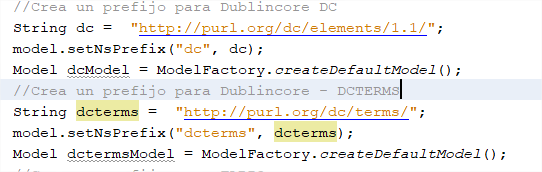 //Crea un prefijo para Dublincore DC
String dc =  "http://purl.org/dc/elements/1.1/";
model.setNsPrefix("dc", dc);
Model dcModel = ModelFactory.createDefaultModel();
//Crea un prefijo para Dublincore - DCTERMS
String dcterms =  "http://purl.org/dc/terms/";
model.setNsPrefix("dcterms", dcterms);
Model dctermsModel = ModelFactory.createDefaultModel();